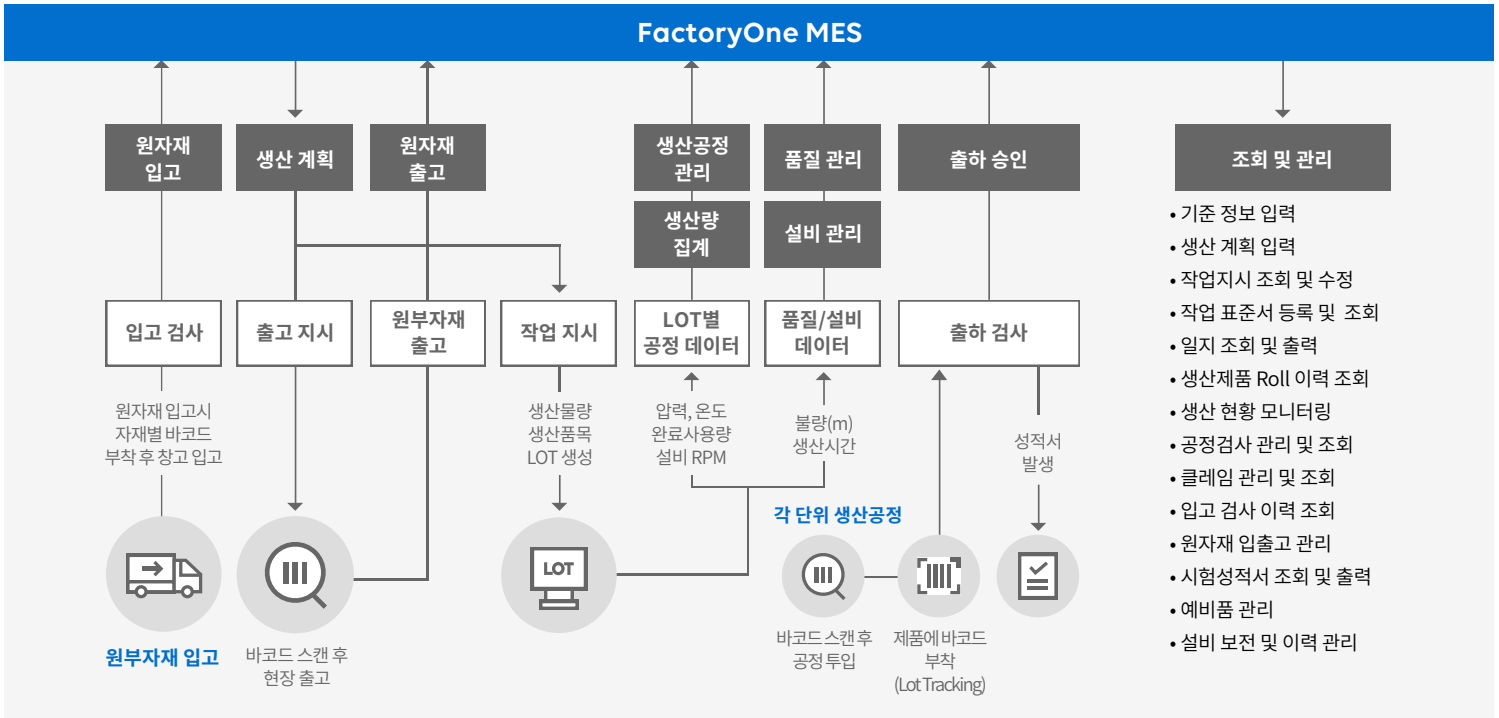 FactoryOne MES
원자재
입고
생산 계획
원자재
출고
생산공정
관리
품질 관리
출하 승인
조회 및 관리
생산량
집계
설비 관리
입고 검사
출고 지시
원부자재
출고
작업 지시
LOT별
공정 데이터
품질/설비
데이터
출하 검사
원자재 입고시
자재별 바코드
부착 후 창고 입고
생산물량
생산품목
LOT 생성
압력, 온도
완료사용량
설비 RPM
불량(m)
생산시간
성적서
발생
각 단위 생산공정
LOT
원부자재 입고
바코드 스캔 후
현장 출고
바코드 스캔 후
공정 투입
제품에 바코드
부착
(Lot Tracking)
• 기준 정보 입력
• 생산 계획 입력
• 작업지시 조회 및 수정
• 작업 표준서 등록 및 조회
• 일지 조회 및 출력
• 생산제품 Roll 이력 조회
• 생산 현황 모니터링
• 공정검사 관리 및 조회
• 클레임 관리 및 조회
• 입고 검사 이력 조회
• 원자재 입출고 관리
• 시험성적서 조회 및 출력
• 예비품 관리
• 설비 보전 및 이력 관리